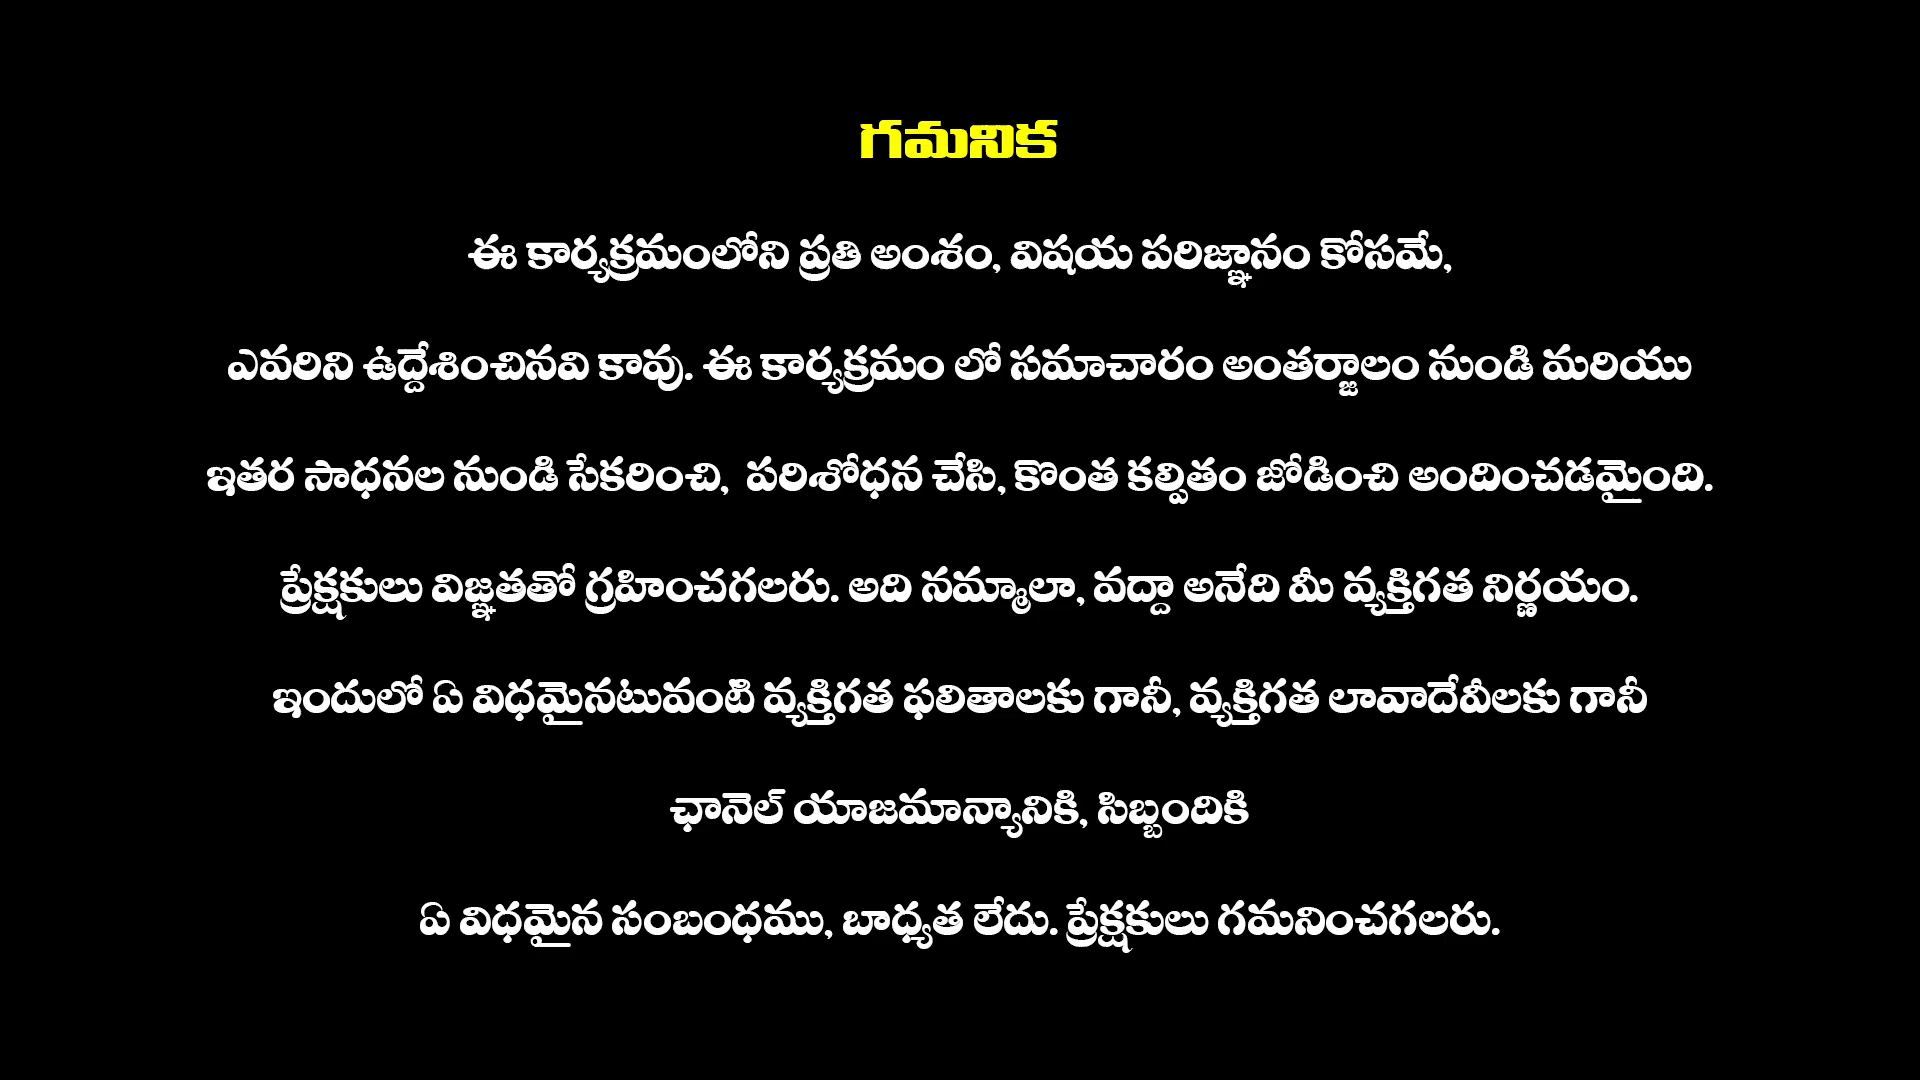 గమనిక
ఈ కార్యక్రమంలోని ప్రతి అంశం, విషయ పరిజ్ఞానం కోసమే,
ఎవరిని ఉద్దేశించినవి కావు. ఈ కార్యక్రమం లో సమాచారం అంతర్జాలం నుండి మరియు
ఇతర సాధనల నుండి సేకరించి, పరిశోధన చేసి, కొంత కల్పితం జోడించి అందించడమైంది.
ప్రేక్షకులు విజ్ఞతతో గ్రహించగలరు. అది నమ్మాలా, వద్దా అనేది మీ వ్యక్తిగత నిర్ణయం.
ఇందులో ఏ విధమైనటువంటి వ్యక్తిగత ఫలితాలకు గానీ, వ్యక్తిగత లావాదేవీలకు గానీ
ఛానెల్ యాజమాన్యానికి, సిబ్బందికి
ఏ విధమైన సంబంధము, బాధ్యత లేదు. ప్రేక్షకులు గమనించగలరు.